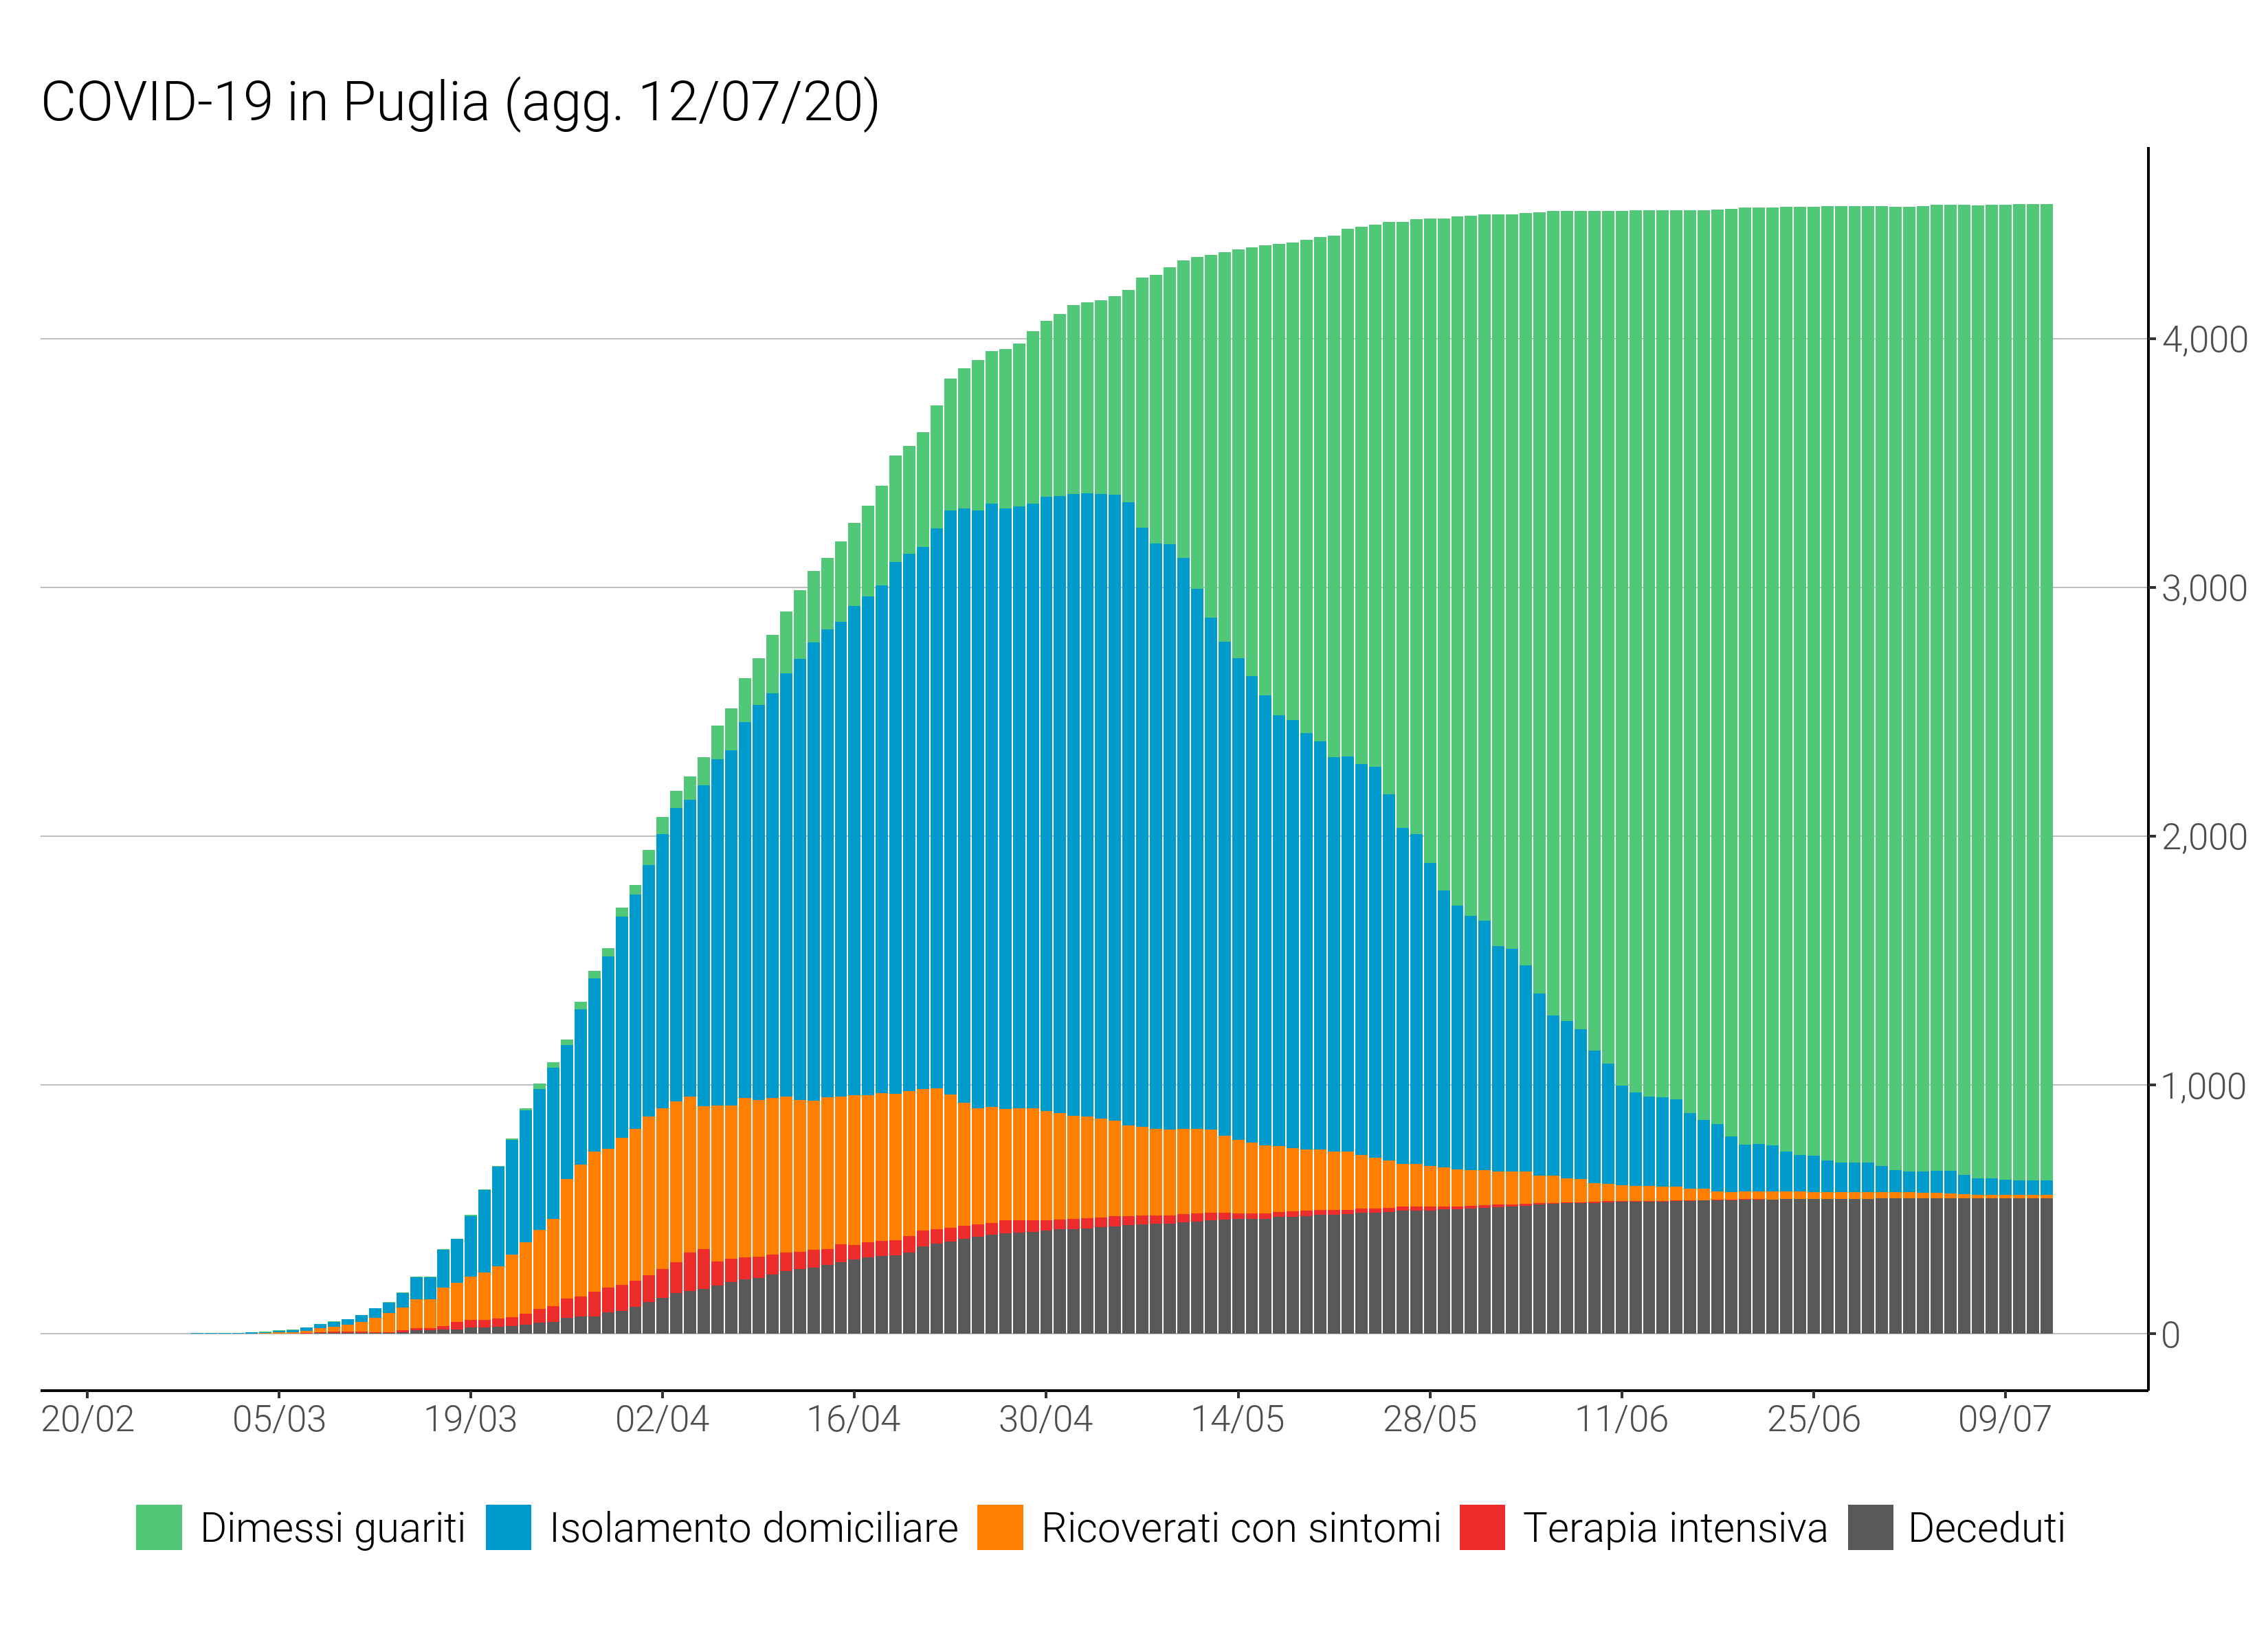 COVID-19 in Puglia (agg. 12/07/20)
4,000
3,000
2,000
1,000
0
20/02 05/03 19/03 02/04 16/04 30/04 14/05 28/05 11/06 25/06 09/07
Dimessi guariti Isolamento domiciliare Ricoverati con sintomi Terapia intensiva Deceduti